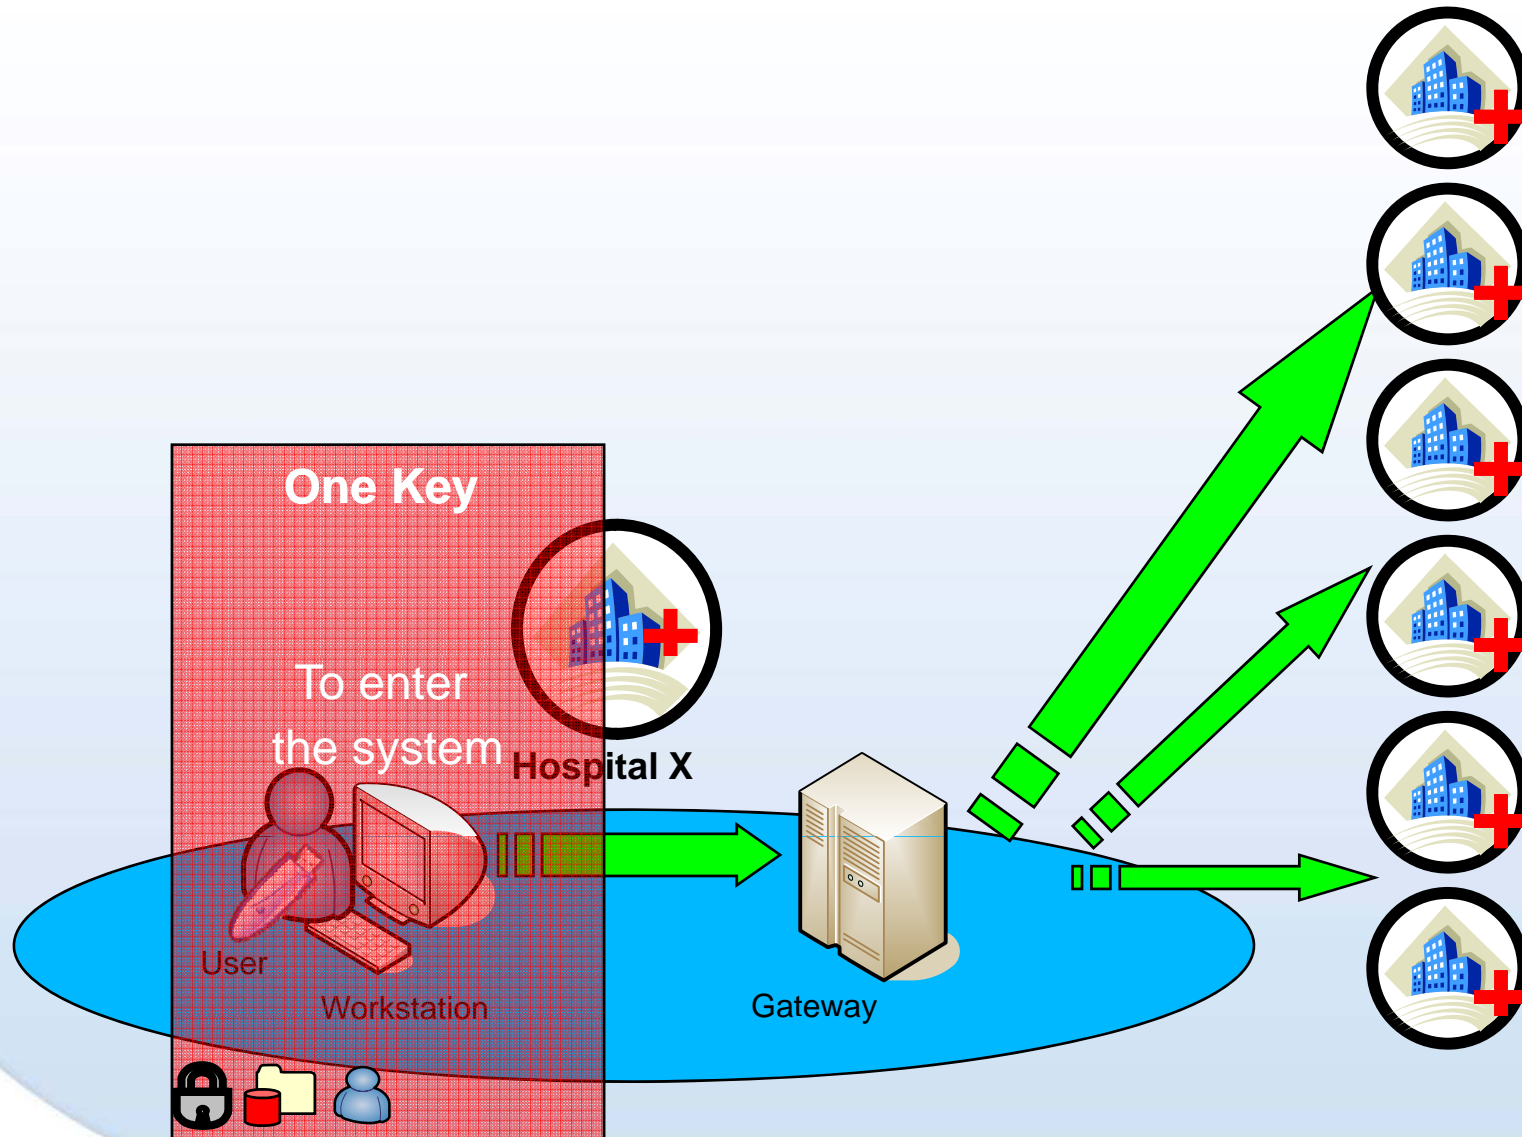 One Key
To enter
the system
Hospital X
User
Workstation
Gateway